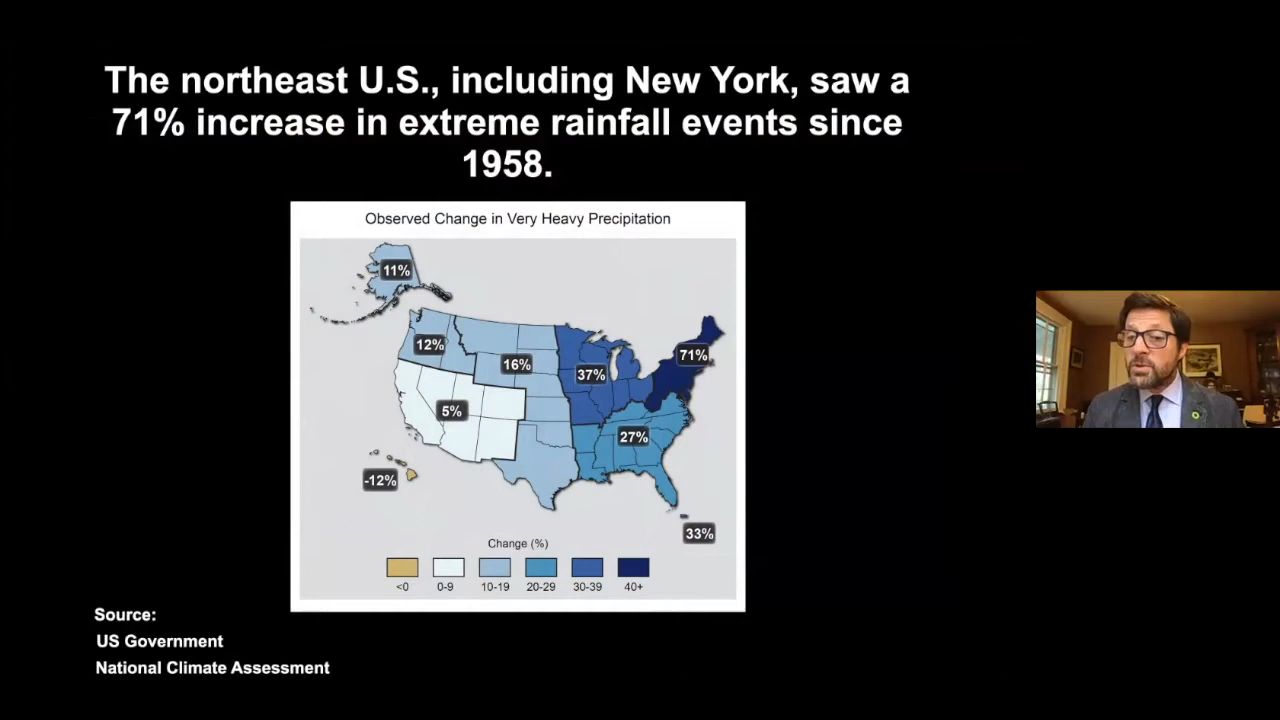 The northeast U.S., including New York, saw a
71% increase in extreme rainfall events since
1958.
Observed Change in Very Heavy Precipitation
11%
12%
16%
37%
71%
5%
27%
-12%
33%
Change (%)
<0 0-9 10-19 20-29 30-39 40+
Source:
US Government
National Climate Assessment